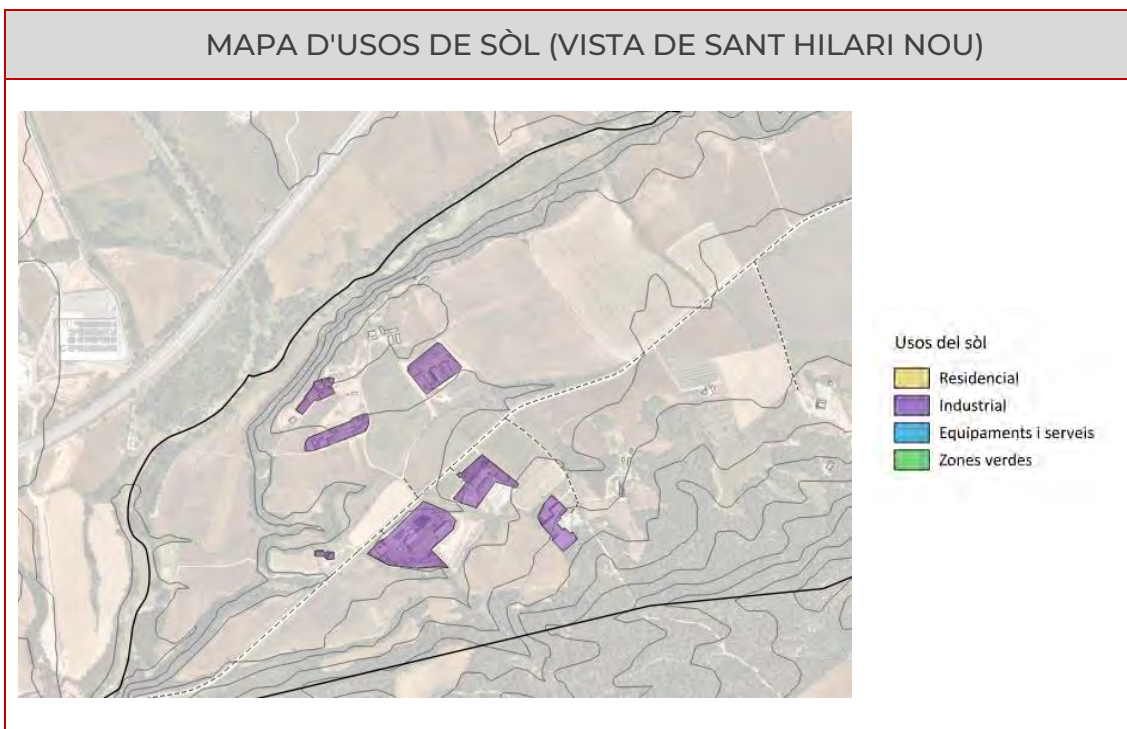 MAPA D'USOS DE SÒL (VISTA DE SANT HILARI NOU)
Usos del sòl
Residencial
Industrial
Equipaments i serveis
Zones verdes